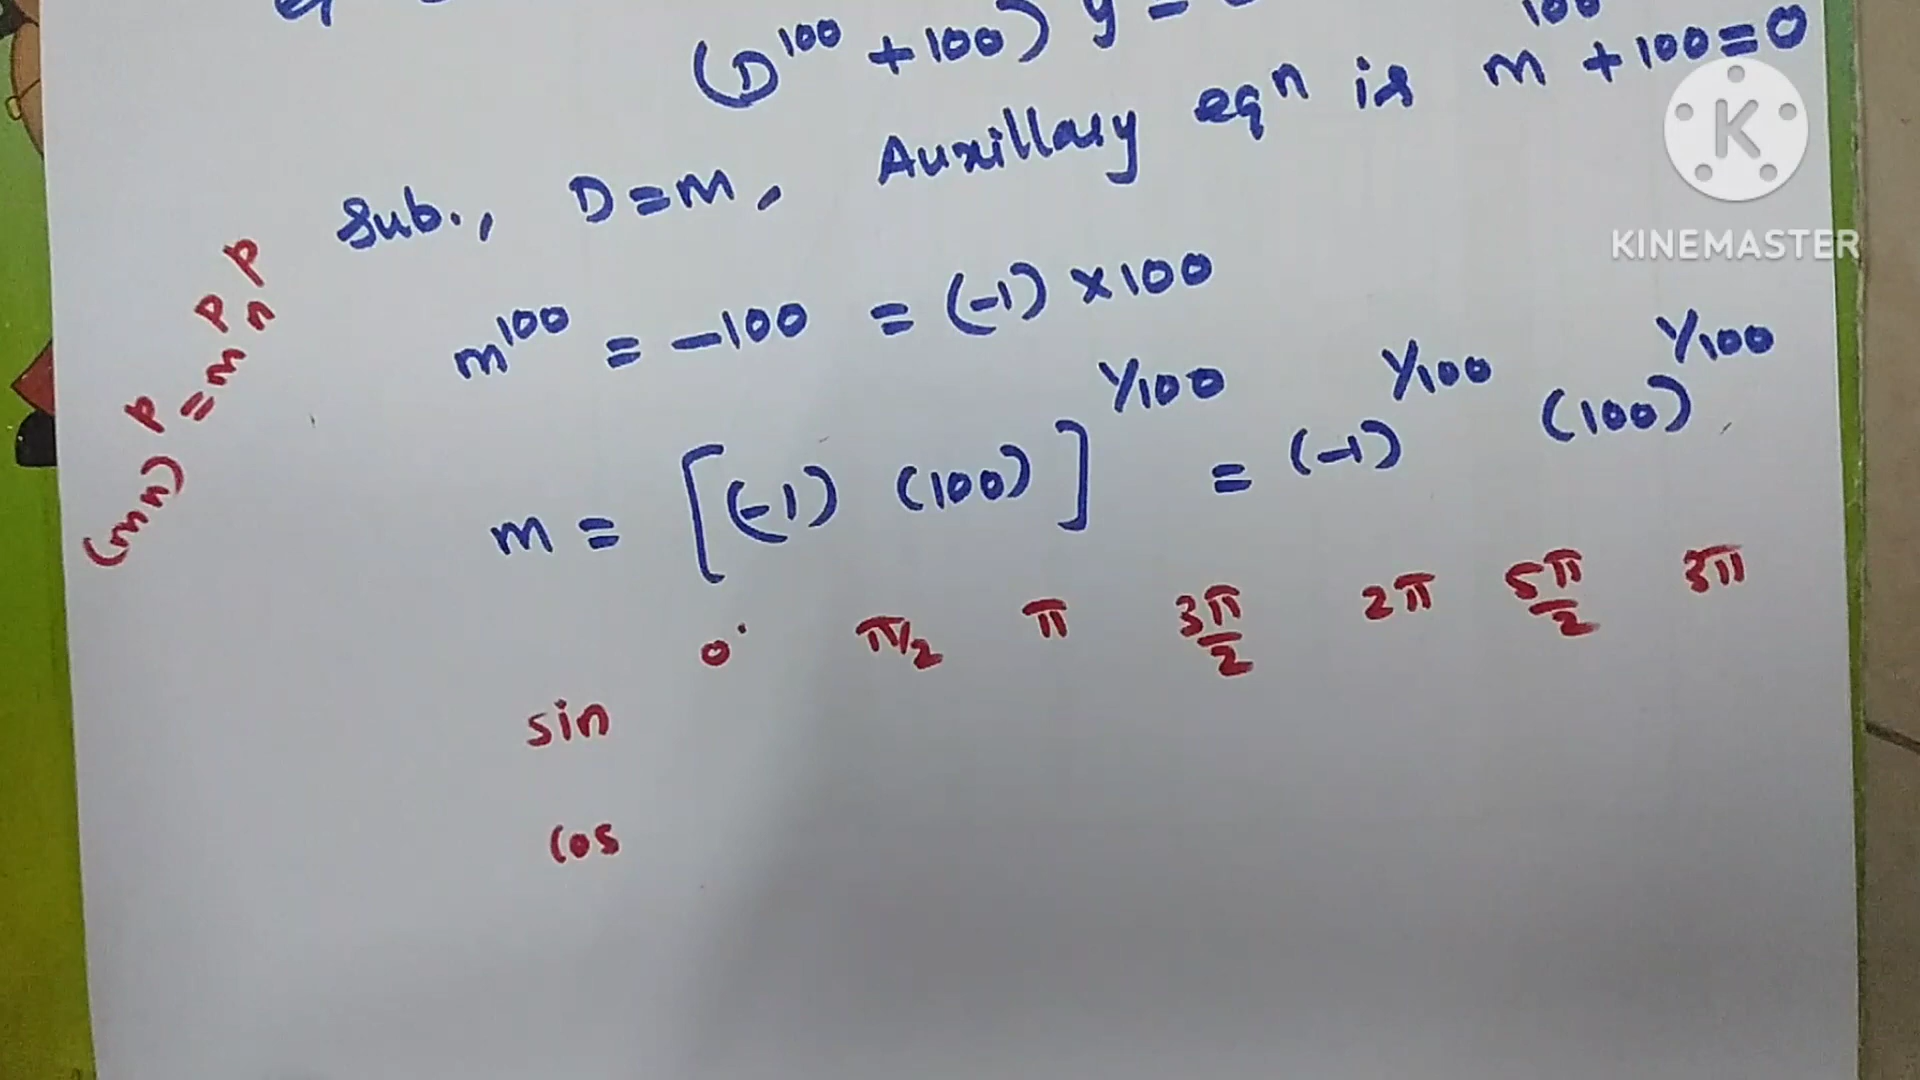 (D^100 + 100) y =
Sub., D=m, Auxillary eqn is m^100 + 100 = 0
m^100 = -100 = (-1) × 100
m = [(-1) (100)]^1/100 = (-1)^1/100 (100)^1/100
(mn)^p = m^p n^p
0° π/2 π 3π/2 2π 5π/2 3π
sin
cos
K
KINEMASTER